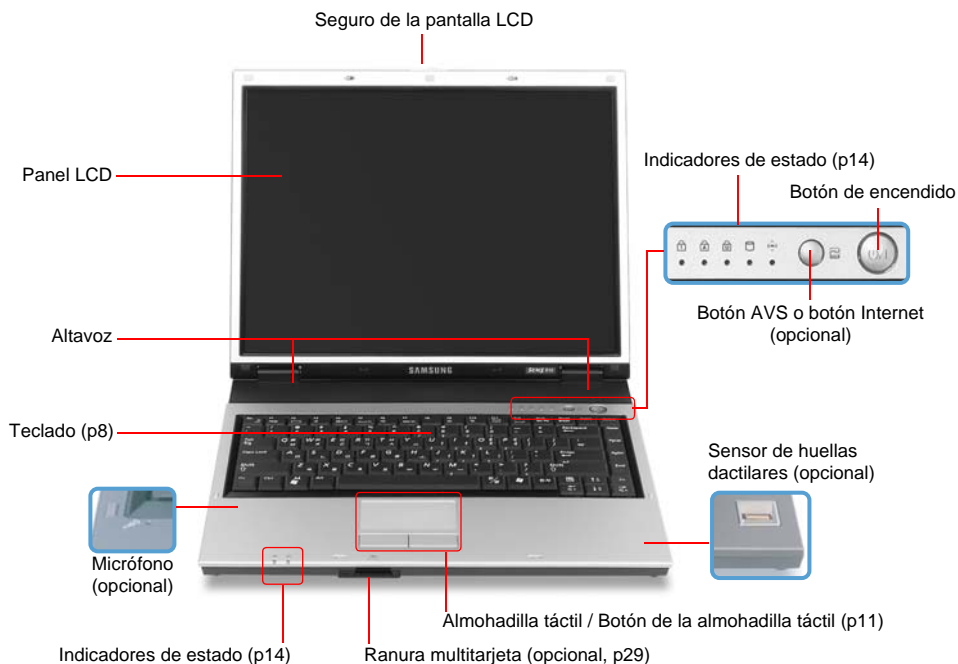 Seguro de la pantalla LCD
Indicadores de estado (p14)
Botón de encendido
Panel LCD
Botón AVS o botón Internet
(opcional)
Altavoz
SAMSUNG
Teclado (p8)
Sensor de huellas
dactilares (opcional)
Micrófono
(opcional)
Almohadilla táctil / Botón de la almohadilla táctil (p11)
Indicadores de estado (p14)
Ranura multitarjeta (opcional, p29)